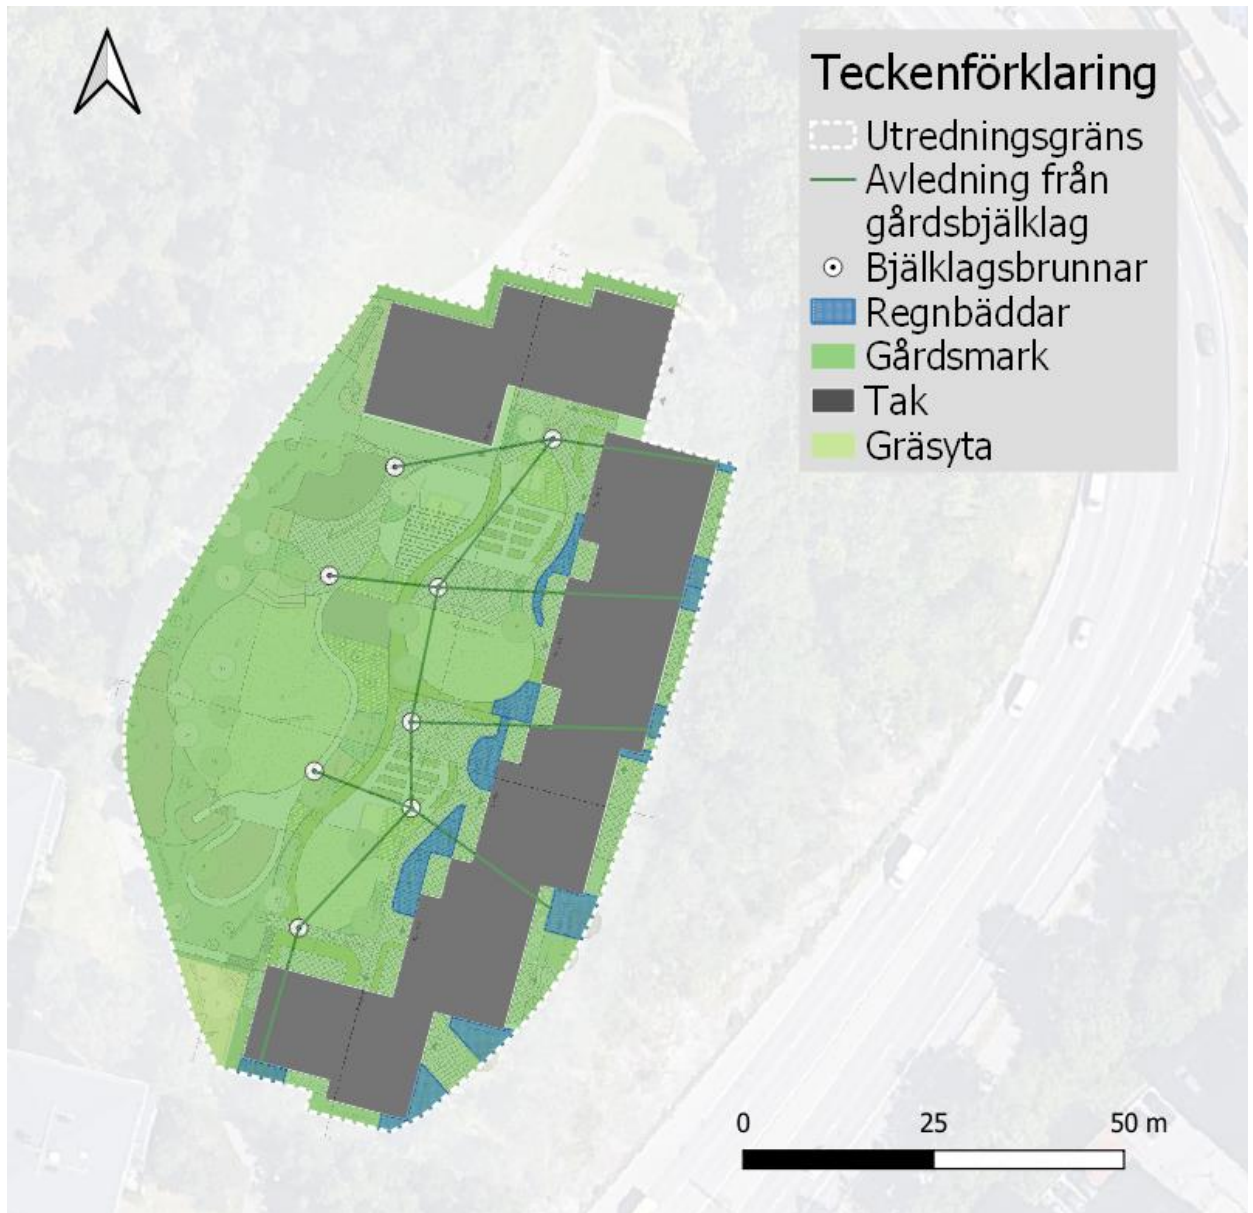 Teckenförklaring
Utredningsgräns
Avledning från
gårdsbjälklag
Bjälklagsbrunnar
Regnbäddar
Gårdsmark
Tak
Gräsyta
0 25 50 m